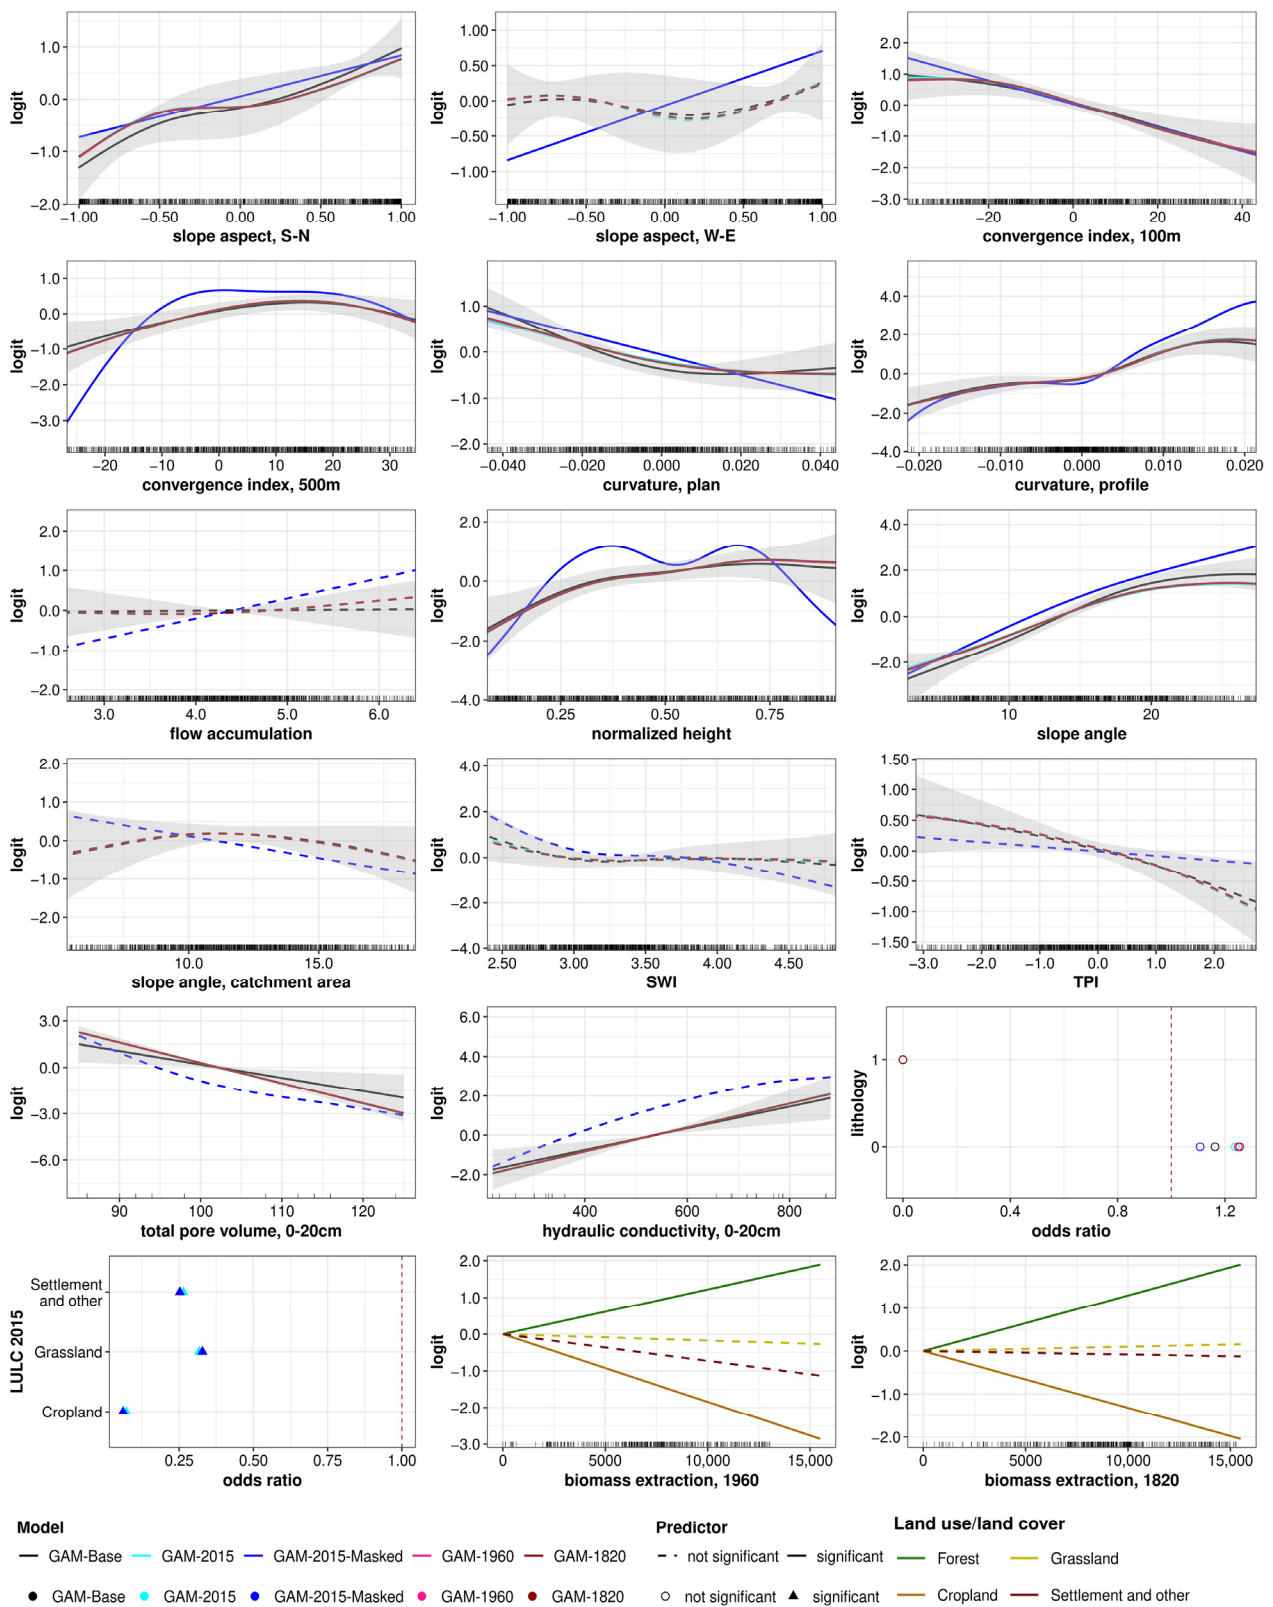 1.0
0.0
−1.0
−2.0
logit
−1.00 −0.50 0.00 0.50 1.00
slope aspect, S-N
1.00
0.50
0.00
−0.50
−1.00
logit
−1.00 −0.50 0.00 0.50 1.00
slope aspect, W-E
2.0
1.0
0.0
−1.0
−2.0
−3.0
logit
−20 0 20 40
convergence index, 100m
1.0
0.0
−1.0
−2.0
−3.0
logit
−20 −10 0 10 20 30
convergence index, 500m
1.0
0.0
−1.0
−2.0
logit
−0.040 −0.020 0.000 0.020 0.040
curvature, plan
4.0
2.0
0.0
−2.0
−4.0
logit
−0.020 −0.010 0.000 0.010 0.020
curvature, profile
2.0
1.0
0.0
−1.0
−2.0
logit
3.0 4.0 5.0 6.0
flow accumulation
2.0
0.0
−2.0
−4.0
logit
0.25 0.50 0.75
normalized height
4.0
2.0
0.0
−2.0
logit
10 20
slope angle
2.0
1.0
0.0
−1.0
−2.0
logit
10.0 15.0
slope angle, catchment area
4.0
2.0
0.0
−2.0
−4.0
logit
2.50 3.00 3.50 4.00 4.50
SWI
1.50
1.00
0.50
0.00
−0.50
−1.00
−1.50
logit
−3.0 −2.0 −1.0 0.0 1.0 2.0
TPI
3.0
0.0
−3.0
−6.0
logit
90 100 110 120
total pore volume, 0-20cm
6.0
4.0
2.0
0.0
−2.0
logit
400 600 800
hydraulic conductivity, 0-20cm
1
0
lithology
0.0 0.4 0.8 1.2
odds ratio
Settlement
and other
Grassland
Cropland
LULC 2015
0.25 0.50 0.75 1.00
odds ratio
2.0
1.0
0.0
−1.0
−2.0
−3.0
logit
0 5000 10,000 15,000
biomass extraction, 1960
2.0
1.0
0.0
−1.0
−2.0
logit
0 5000 10,000 15,000
biomass extraction, 1820
Model
GAM-Base GAM-2015 GAM-2015-Masked GAM-1960 GAM-1820
GAM-Base GAM-2015 GAM-2015-Masked GAM-1960 GAM-1820
Predictor
not significant significant
not significant significant
Land use/land cover
Forest Grassland
Cropland Settlement and other